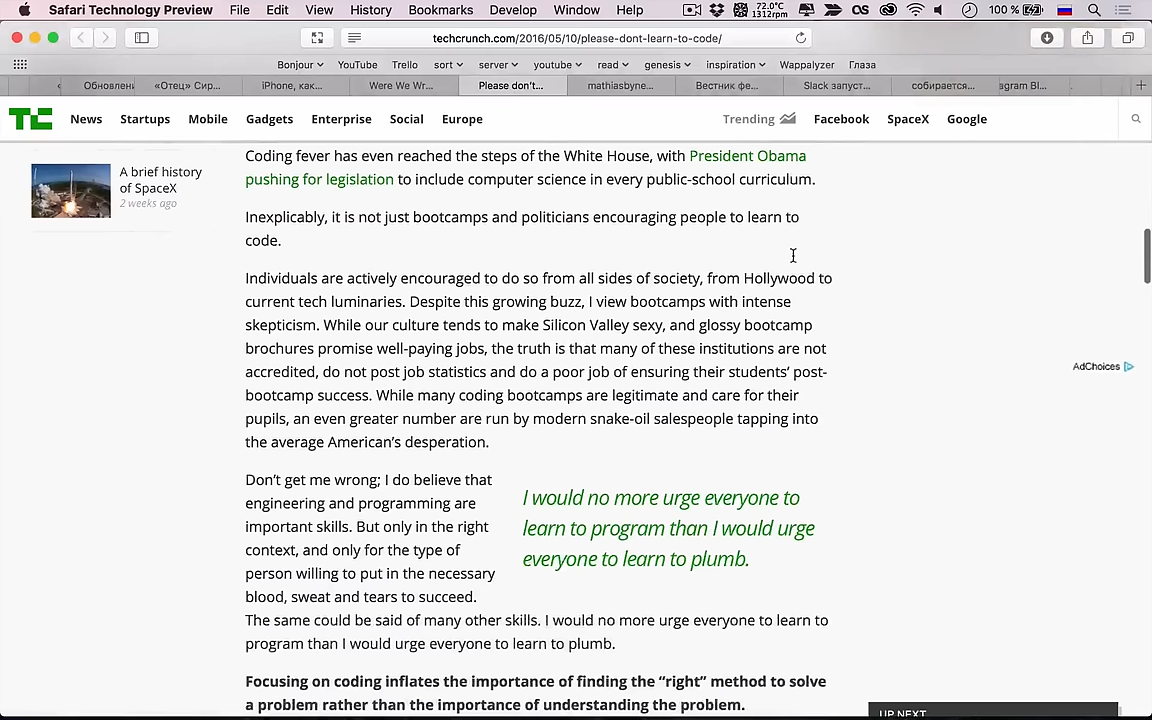 Safari Technology Preview File Edit View History Bookmarks Develop Window Help 72.0°C 1312rpm 100 %
techcrunch.com/2016/05/10/please-dont-learn-to-code/
Bonjour YouTube Trello sort server youtube read genesis inspiration Wappalyzer Глаза
Обновлени «Отец» Сир... iPhone, как... Were We Wr... Please don't... mathiasbyne... Вестник фе... Slack запуст... собирается... agram Bl...
TC News Startups Mobile Gadgets Enterprise Social Europe Trending Facebook SpaceX Google
A brief history
of SpaceX
2 weeks ago
Coding fever has even reached the steps of the White House, with President Obama
pushing for legislation to include computer science in every public-school curriculum.
Inexplicably, it is not just bootcamps and politicians encouraging people to learn to
code.
Individuals are actively encouraged to do so from all sides of society, from Hollywood to
current tech luminaries. Despite this growing buzz, I view bootcamps with intense
skepticism. While our culture tends to make Silicon Valley sexy, and glossy bootcamp
brochures promise well-paying jobs, the truth is that many of these institutions are not
accredited, do not post job statistics and do a poor job of ensuring their students' post-
bootcamp success. While many coding bootcamps are legitimate and care for their
pupils, an even greater number are run by modern snake-oil salespeople tapping into
the average American's desperation.
AdChoices
Don't get me wrong; I do believe that
engineering and programming are
important skills. But only in the right
context, and only for the type of
person willing to put in the necessary
blood, sweat and tears to succeed.
I would no more urge everyone to
learn to program than I would urge
everyone to learn to plumb.
The same could be said of many other skills. I would no more urge everyone to learn to
program than I would urge everyone to learn to plumb.
Focusing on coding inflates the importance of finding the “right” method to solve
a problem rather than the importance of understanding the problem.
UP NEXT